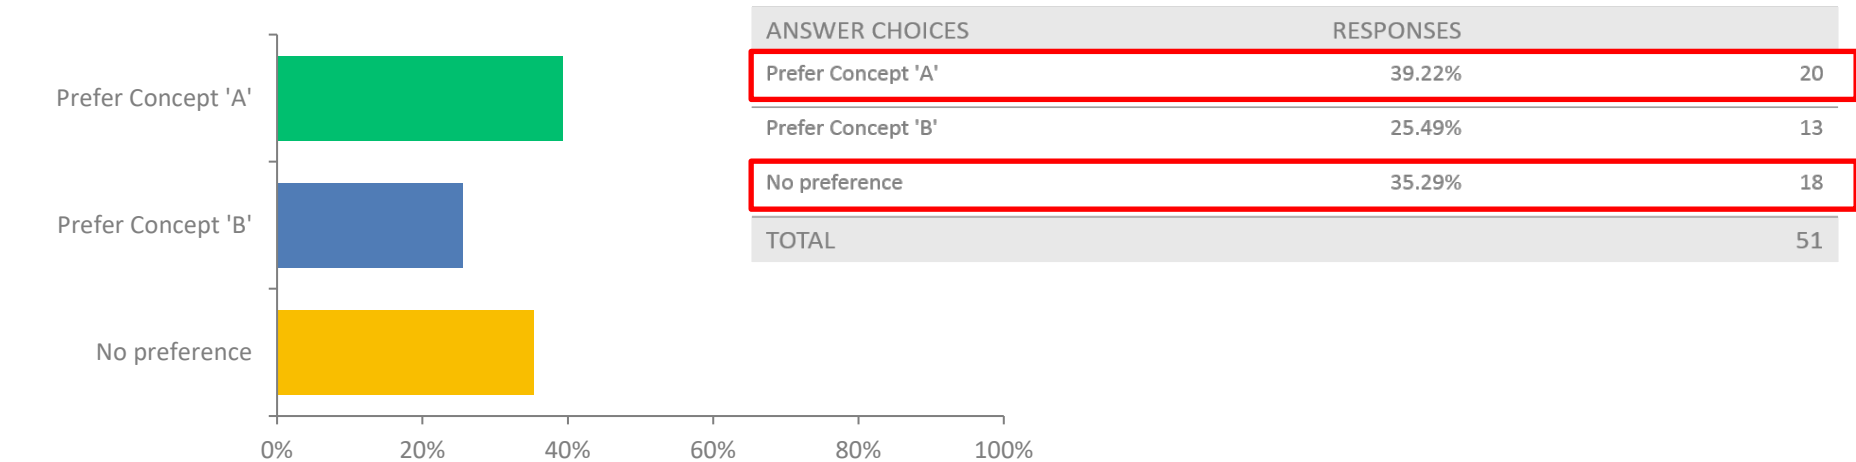 Prefer Concept 'A'
Prefer Concept 'B'
No preference
0% 20% 40% 60% 80% 100%
ANSWER CHOICES RESPONSES
Prefer Concept 'A' 39.22% 20
Prefer Concept 'B' 25.49% 13
No preference 35.29% 18
TOTAL 51